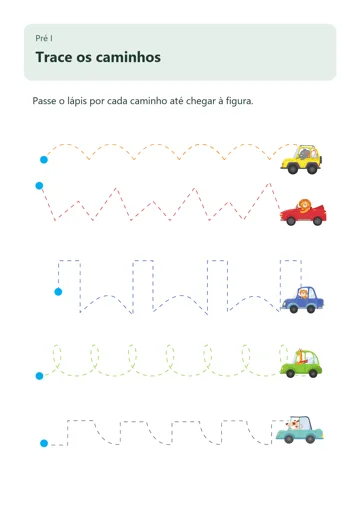 Pré I
Trace os caminhos
Passe o lápis por cada caminho até chegar à figura.